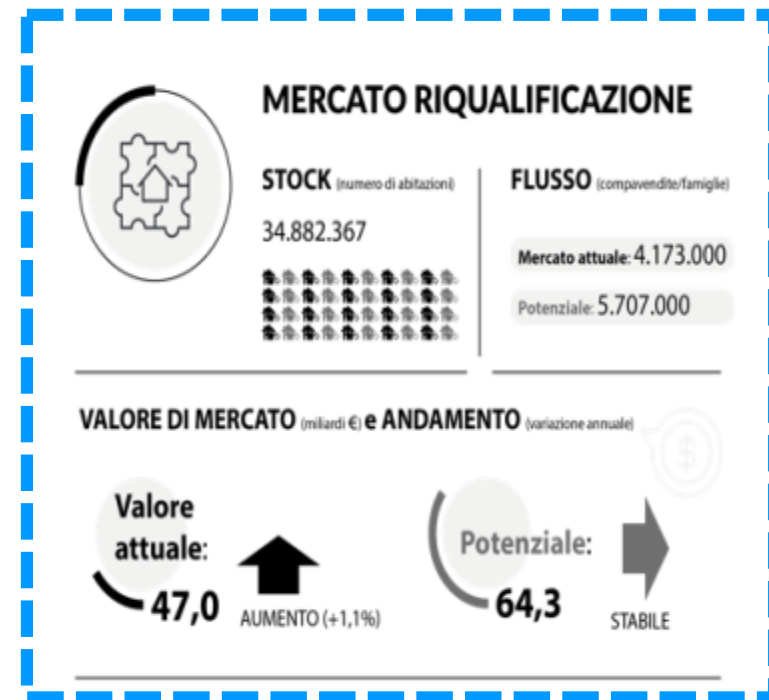 MERCATO RIQUALIFICAZIONE
STOCK (numero di abitazioni)
34.882.367
FLUSSO (compavendite/famiglie)
Mercato attuale: 4.173.000
Potenziale: 5.707.000
VALORE DI MERCATO (miliardi €) e ANDAMENTO (variazione annuale)
$
Valore
attuale:
47,0
AUMENTO (+1,1%)
Potenziale:
64,3
STABILE